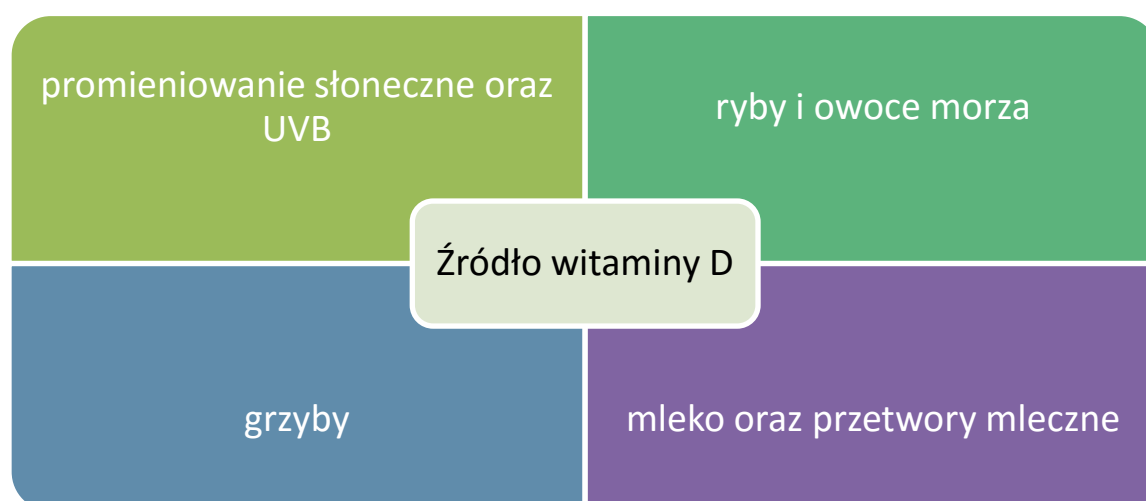 promieniowanie słoneczne oraz
UVB
ryby i owoce morza
Źródło witaminy D
grzyby
mleko oraz przetwory mleczne